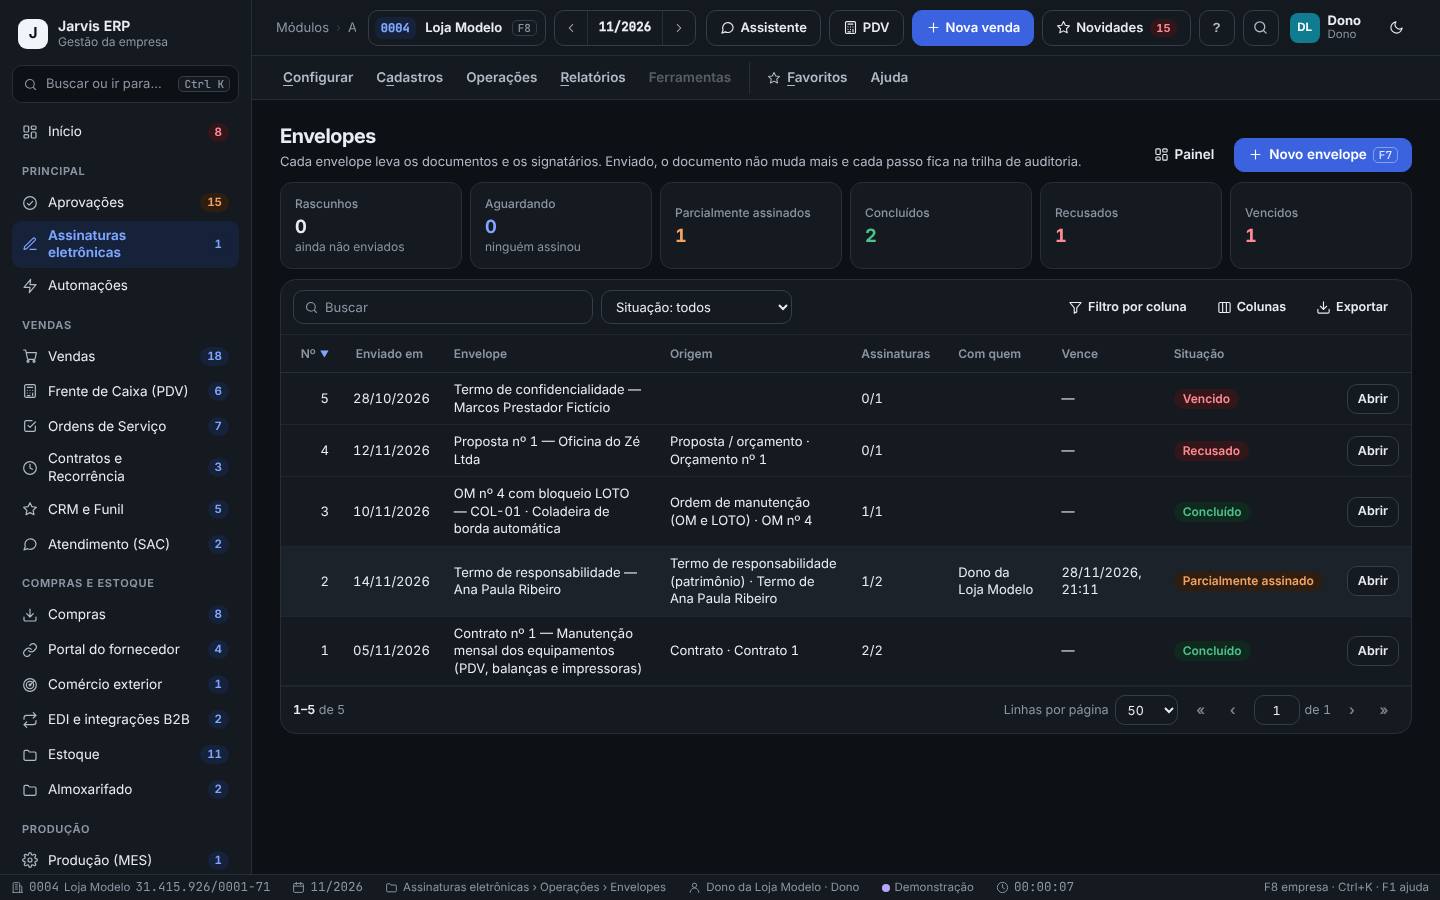 J
Jarvis ERP
Gestão da empresa
Buscar ou ir para... Ctrl K
Início 8
PRINCIPAL
Aprovações 15
Assinaturas
eletrônicas 1
Automações
VENDAS
Vendas 18
Frente de Caixa (PDV) 6
Ordens de Serviço 7
Contratos e
Recorrência 3
CRM e Funil 5
Atendimento (SAC) 2
COMPRAS E ESTOQUE
Compras 8
Portal do fornecedor 4
Comércio exterior 1
EDI e integrações B2B 2
Estoque 11
Almoxarifado 2
PRODUÇÃO
Produção (MES) 1
Módulos › A
0004 Loja Modelo F8
‹ 11/2026 ›
Assistente
PDV
+ Nova venda
Novidades 15
?
DL
Dono
Dono
Configurar Cadastros Operações Relatórios Ferramentas Favoritos Ajuda
Envelopes
Cada envelope leva os documentos e os signatários. Enviado, o documento não muda mais e cada passo fica na trilha de auditoria.
Painel
+ Novo envelope F7
Rascunhos
0
ainda não enviados
Aguardando
0
ninguém assinou
Parcialmente assinados
1
Concluídos
2
Recusados
1
Vencidos
1
Buscar
Situação: todos
Filtro por coluna
Colunas
Exportar
Nº ▼ Enviado em Envelope Origem Assinaturas Com quem Vence Situação
5 28/10/2026 Termo de confidencialidade —
Marcos Prestador Fictício 0/1 — Vencido Abrir
4 12/11/2026 Proposta nº 1 — Oficina do Zé
Ltda
Proposta / orçamento ·
Orçamento nº 1 0/1 — Recusado Abrir
3 10/11/2026 OM nº 4 com bloqueio LOTO
— COL-01 · Coladeira de
borda automática
Ordem de manutenção
(OM e LOTO) · OM nº 4 1/1 — Concluído Abrir
2 14/11/2026 Termo de responsabilidade —
Ana Paula Ribeiro
Termo de responsabilidade
(patrimônio) · Termo de
Ana Paula Ribeiro 1/2 Dono da
Loja Modelo
28/11/2026,
21:11 Parcialmente assinado Abrir
1 05/11/2026 Contrato nº 1 — Manutenção
mensal dos equipamentos
(PDV, balanças e impressoras)
Contrato · Contrato 1 2/2 — Concluído Abrir
1–5 de 5
Linhas por página 50 « ‹ 1 de 1 › »
0004 Loja Modelo 31.415.926/0001-71 11/2026 Assinaturas eletrônicas › Operações › Envelopes Dono da Loja Modelo · Dono Demonstração 00:00:07 F8 empresa · Ctrl+K · F1 ajuda